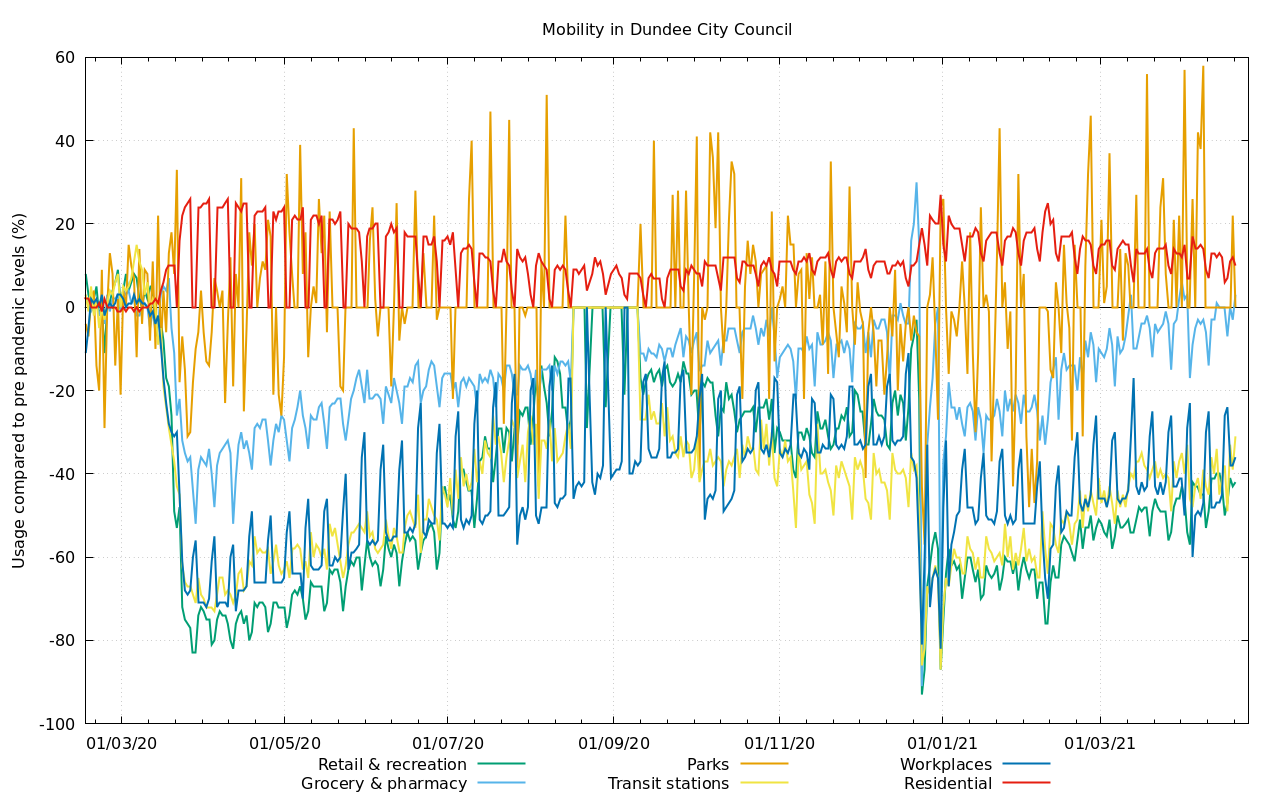 Mobility in Dundee City Council
Usage compared to pre pandemic levels (%)
60
40
20
0
-20
-40
-60
-80
-100
01/03/20 01/05/20 01/07/20 01/09/20 01/11/20 01/01/21 01/03/21
Retail & recreation Parks Workplaces
Grocery & pharmacy Transit stations Residential